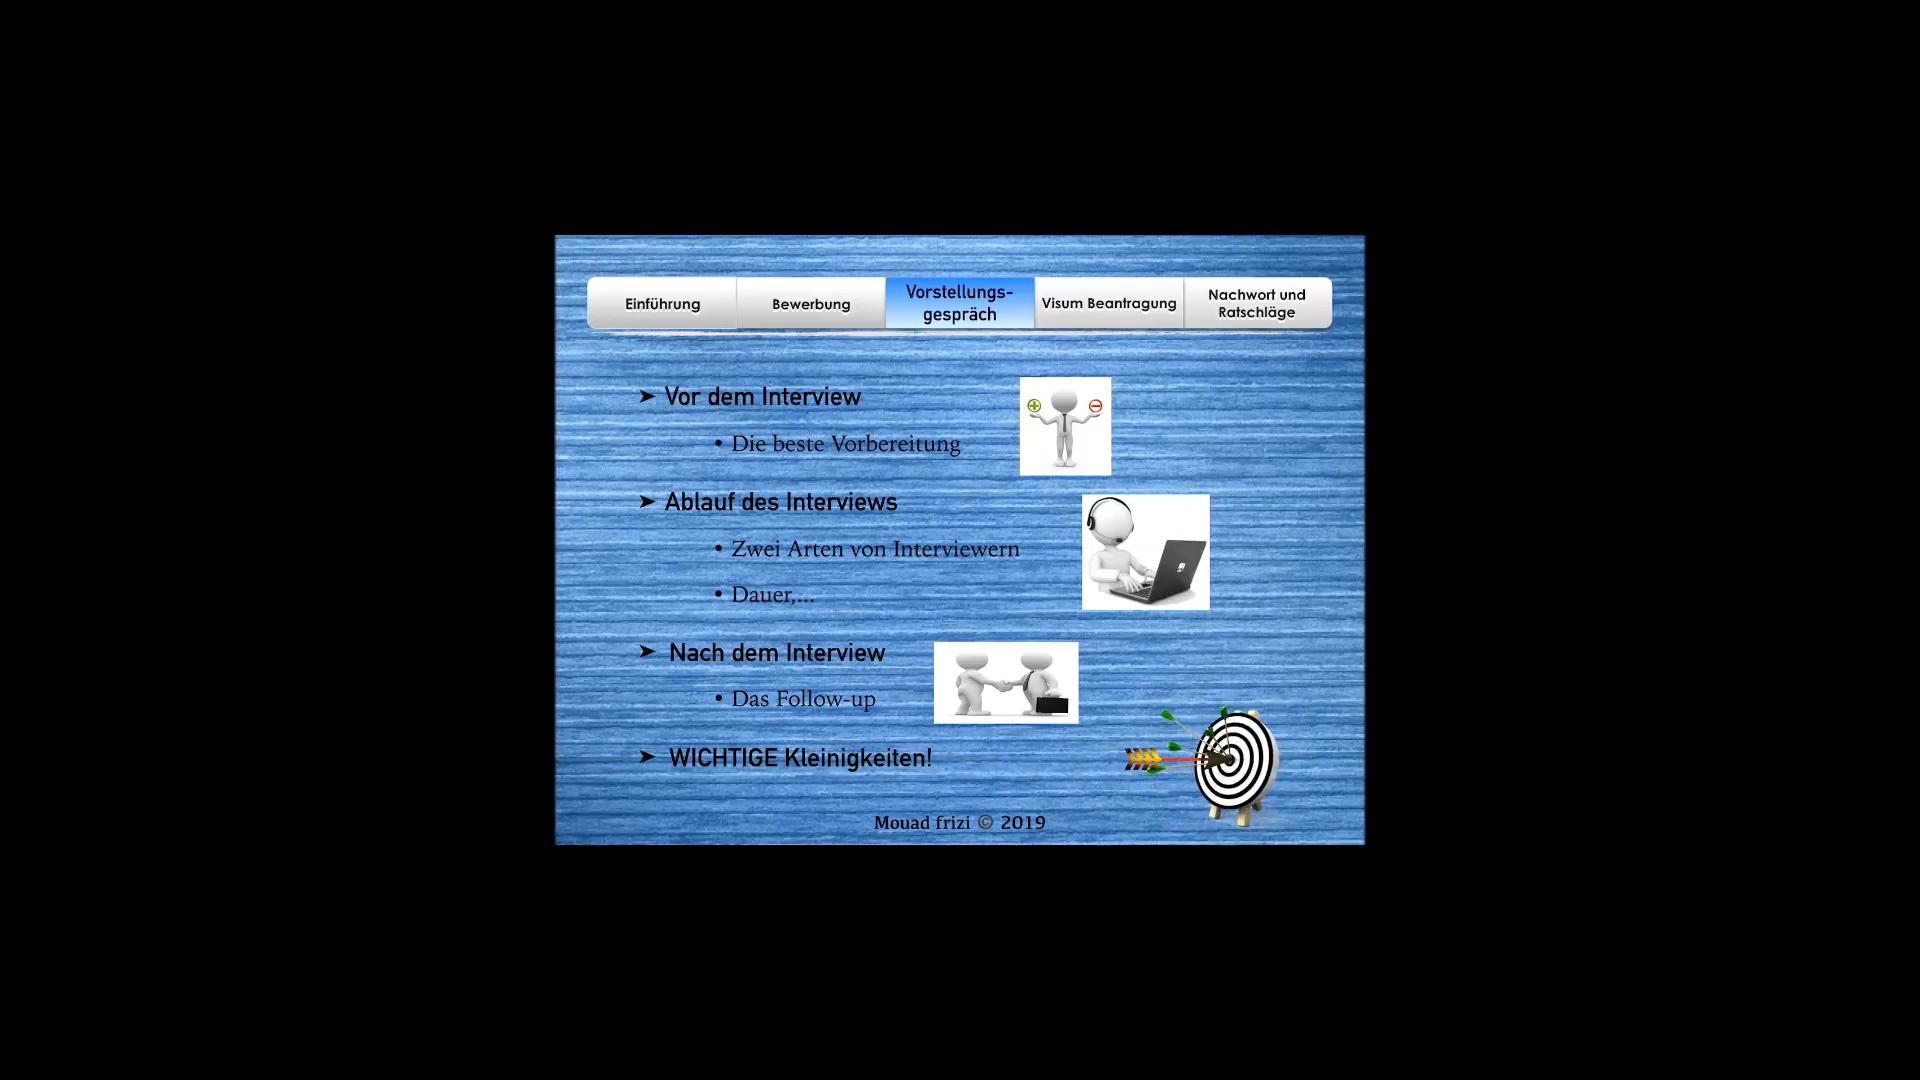 Einführung
Bewerbung
Vorstellungs-
gespräch
Visum Beantragung
Nachwort und
Ratschläge
➤ Vor dem Interview
• Die beste Vorbereitung
➤ Ablauf des Interviews
• Zwei Arten von Interviewern
• Dauer,...
➤ Nach dem Interview
• Das Follow-up
➤ WICHTIGE Kleinigkeiten!
Mouad frizi © 2019